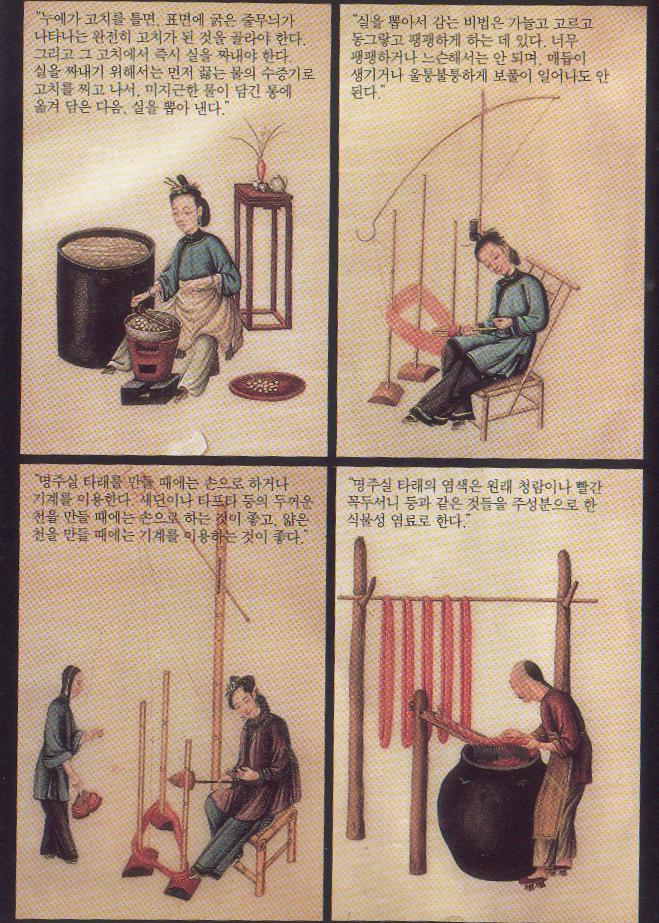 "누에가 고치를 틀면, 표면에 굵은 줄무늬가
나타나는 완전히 고치가 된 것을 골라야 한다.
그리고 그 고치에서 즉시 실을 짜내야 한다.
실을 짜내기 위해서는 먼저 끓는 물의 수증기로
고치를 찌고 나서, 미지근한 물이 담긴 통에
옮겨 담은 다음, 실을 뽑아 낸다."
"실을 뽑아서 감는 비법은 가늘고 고르고
동그랗고 팽팽하게 하는 데 있다. 너무
팽팽하거나 느슨해서는 안 되며, 매듭이
생기거나 울퉁불퉁하게 보풀이 일어나도 안
된다."
"명주실 타래를 만들 때에는 손으로 하거나
기계를 이용한다. 새틴이나 타프타 등의 두꺼운
천을 만들 때에는 손으로 하는 것이 좋고, 얇은
천을 만들 때에는 기계를 이용하는 것이 좋다."
"명주실 타래의 염색은 원래 청람이나 빨간
꼭두서니 등과 같은 것들을 주성분으로 한
식물성 염료로 한다."